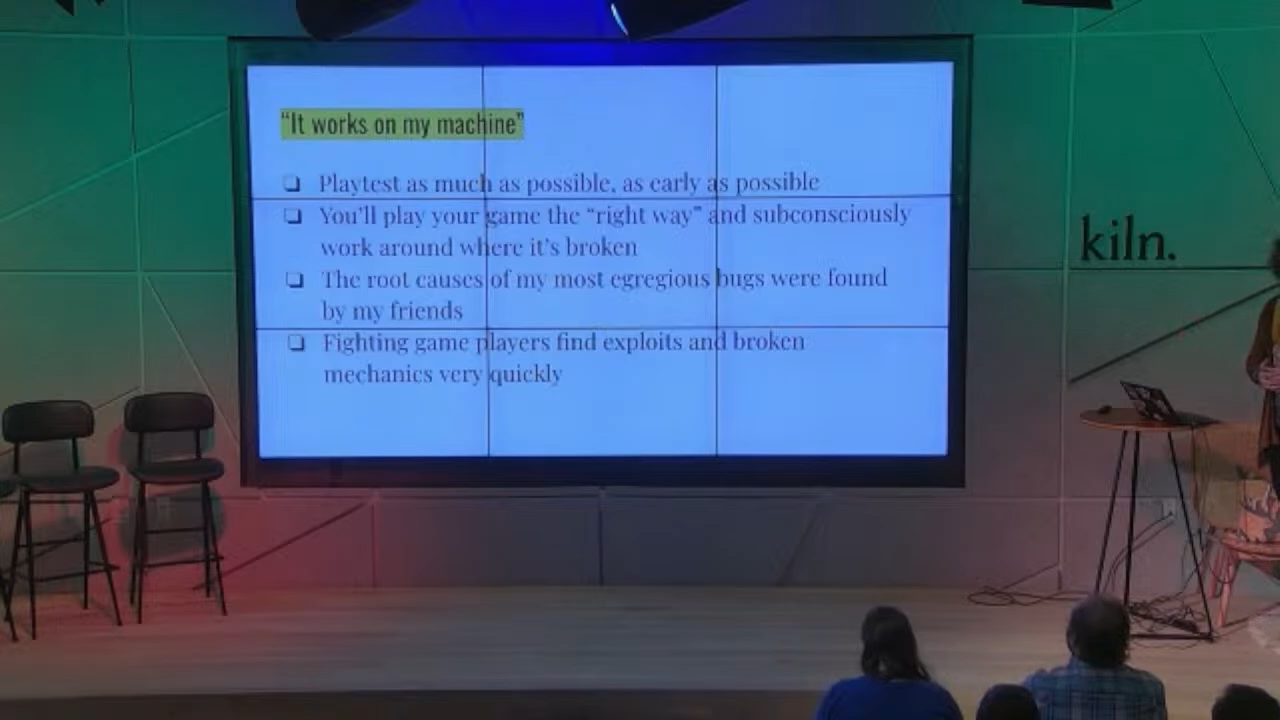 “It works on my machine”
❏ Playtest as much as possible, as early as possible
❏ You’ll play your game the “right way” and subconsciously
work around where it’s broken
❏ The root causes of my most egregious bugs were found
by my friends
❏ Fighting game players find exploits and broken
mechanics very quickly
kiln.